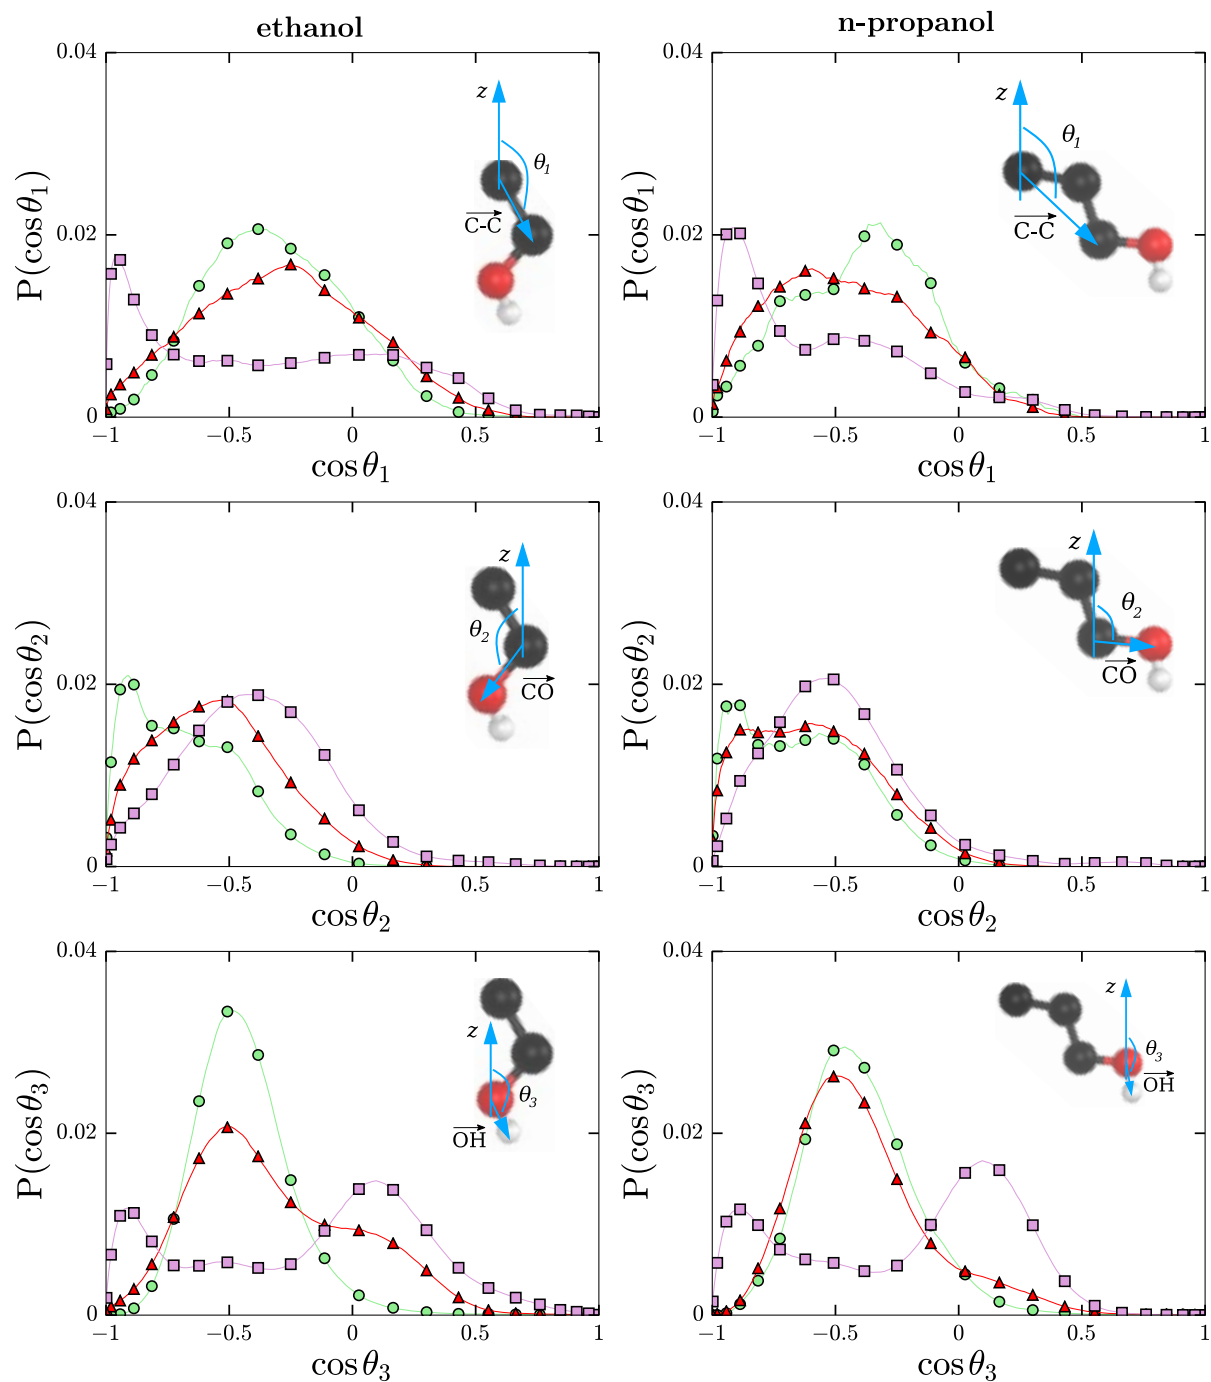 ethanol
n-propanol
0.04
0.02
0
P(cosθ1)
−1
−0.5
0
0.5
1
cosθ1
z
θ1
C-C
0.04
0.02
0
P(cosθ1)
−1
−0.5
0
0.5
1
cosθ1
z
θ1
C-C
0.04
0.02
0
P(cosθ2)
−1
−0.5
0
0.5
1
cosθ2
z
θ2
CO
0.04
0.02
0
P(cosθ2)
−1
−0.5
0
0.5
1
cosθ2
z
θ2
CO
0.04
0.02
0
P(cosθ3)
−1
−0.5
0
0.5
1
cosθ3
z
θ3
OH
0.04
0.02
0
P(cosθ3)
−1
−0.5
0
0.5
1
cosθ3
z
θ3
OH